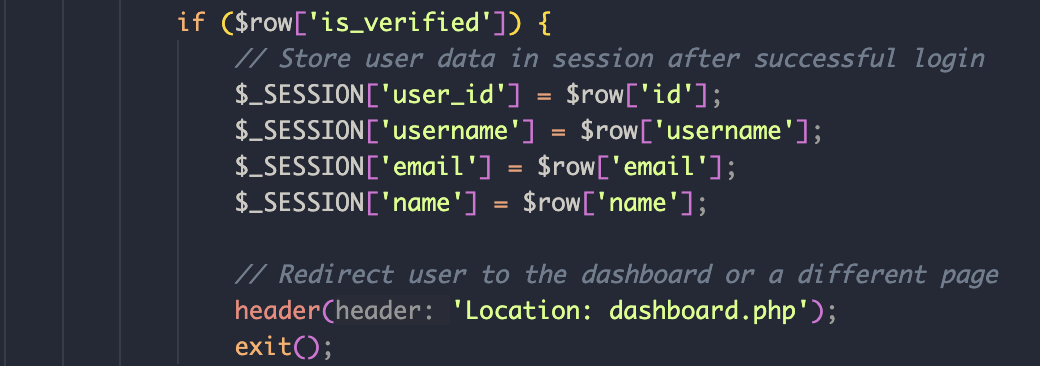 if ($row['is_verified']) {
// Store user data in session after successful login
$_SESSION['user_id'] = $row['id'];
$_SESSION['username'] = $row['username'];
$_SESSION['email'] = $row['email'];
$_SESSION['name'] = $row['name'];
// Redirect user to the dashboard or a different page
header(header: 'Location: dashboard.php');
exit();